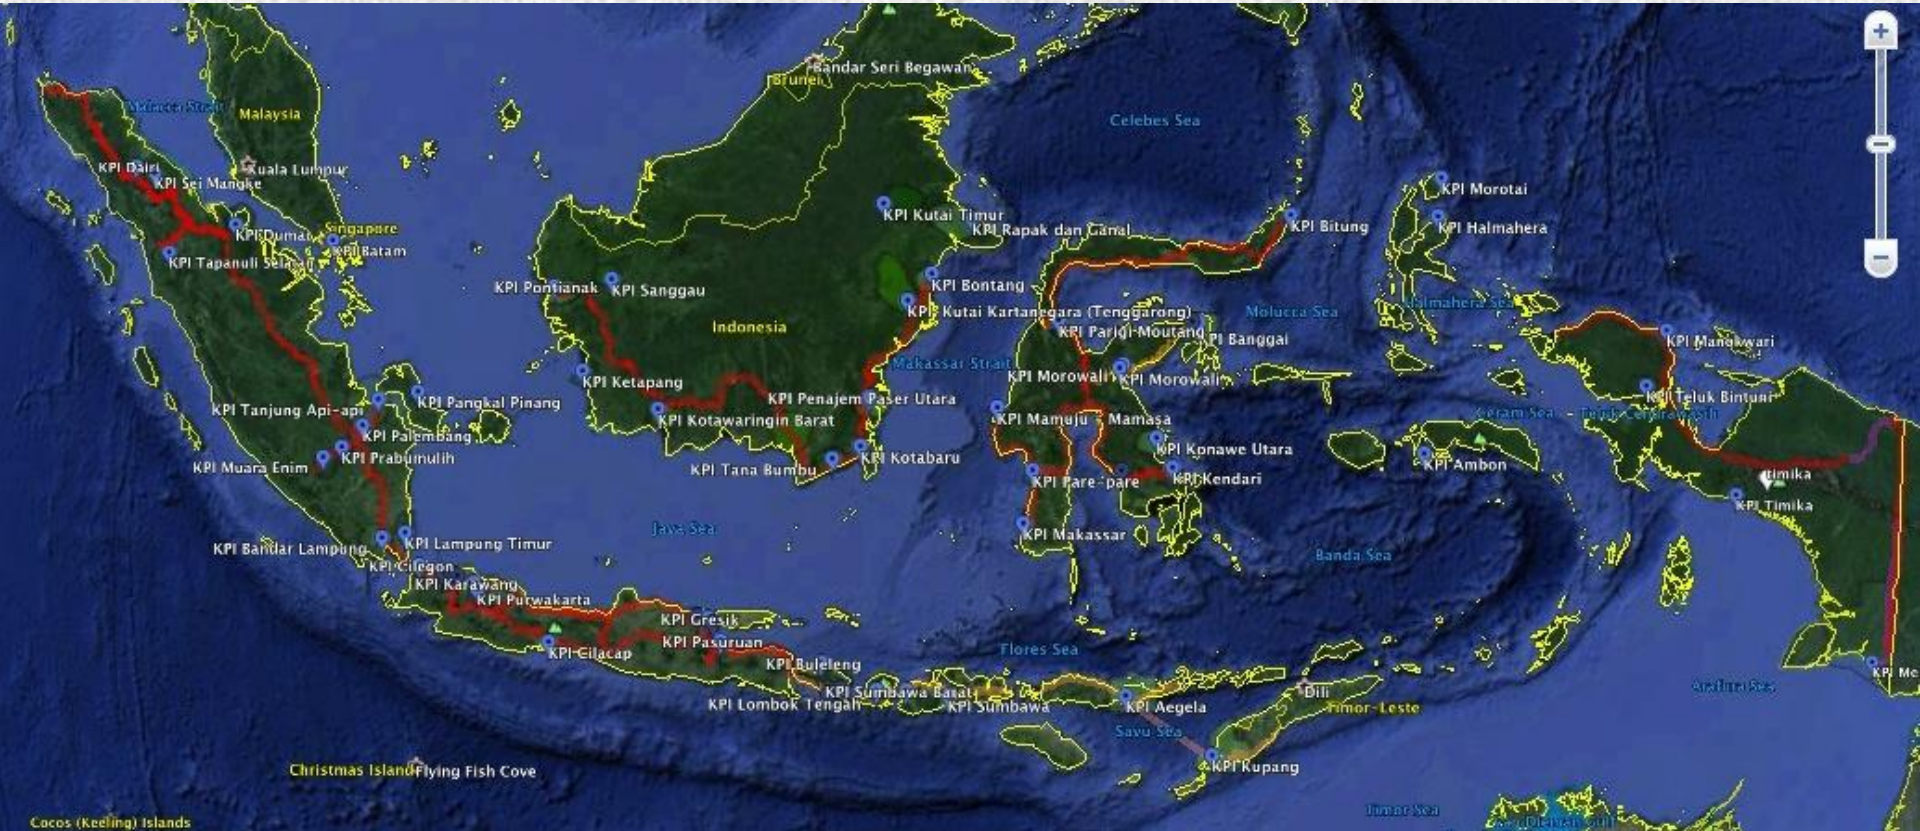 Bandar Seri Begawan
Brunei
Malacca Strait
Malaysia
Celebes Sea
KPI Dairi
Kuala Lumpur
KPI Sei Mangke
KPI Morotai
KPI Kutai Timur
KPI Dumai
Singapore
KPI Rapak dan Ganal
KPI Bitung
KPI Halmahera
KPI Batam
KPI Tapanuli Selatan
KPI Pontianak
KPI Sanggau
KPI Bontang
Halmahera Sea
KPI Kutai Kartanegara (Tenggarong)
Molucca Sea
Indonesia
KPI Parigi Moutang
PI Banggai
KPI Manokwari
Makassar Strait
KPI Ketapang
KPI Morowali
KPI Morowali
KPI Penajem Paser Utara
KPI Teluk Bintuni
KPI Tanjung Api-api
KPI Pangkal Pinang
Ceram Sea
KPI Kotawaringin Barat
KPI Mamuju - Mamasa
KPI Palembang
KPI Prabumulih
KPI Muara Enim
KPI Tana Bumbu
KPI Kotabaru
KPI Konawe Utara
KPI Ambon
KPI Pare-pare
KPI Kendari
timika
KPI Timika
Java Sea
KPI Makassar
KPI Bandar Lampung
KPI Lampung Timur
Banda Sea
KPI Cilegon
KPI Karawang
KPI Purwakarta
KPI Gresik
KPI Pasuruan
KPI Cilacap
Flores Sea
KPI Buleleng
KPI Me
Arafura Sea
KPI Sumbawa Barat
Dili
KPI Lombok Tengah
KPI Sumbawa
KPI Aegela
Timor-Leste
Savu Sea
KPI Kupang
Christmas Island
Flying Fish Cove
Timor Sea
Cocos (Keeling) Islands